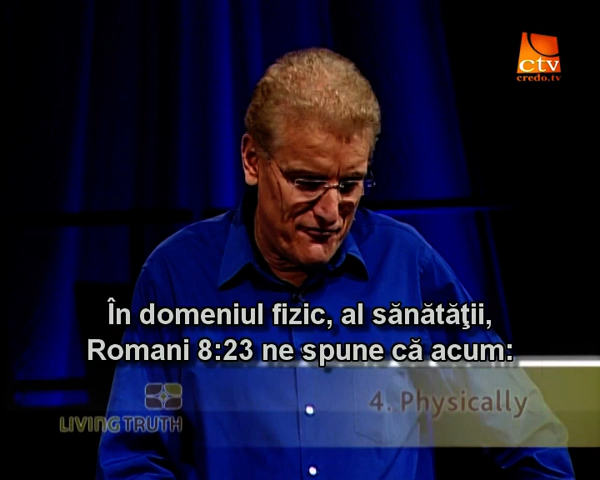 ctv
credo.tv
În domeniul fizic, al sănătăţii,
Romani 8:23 ne spune că acum:
4. Physically
LIVING TRUTH